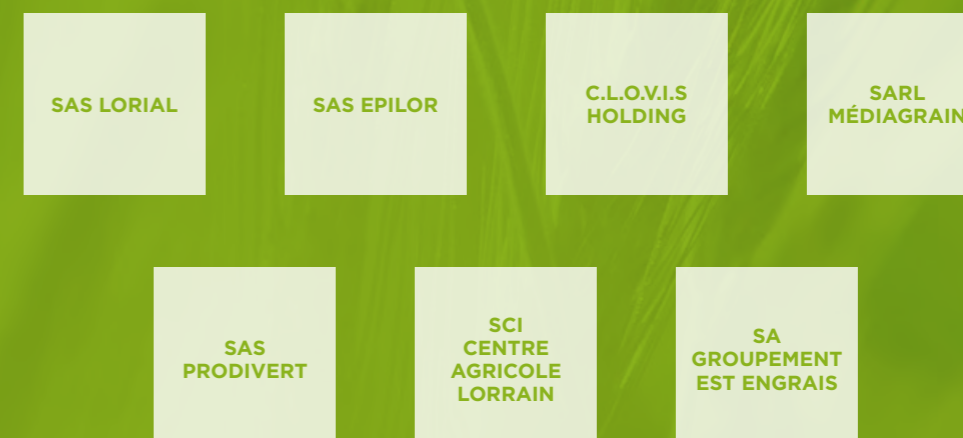 SAS LORIAL
SAS EPILOR
C.L.O.V.I.S
HOLDING
SARL
MÉDIAGRAIN
SAS
PRODIVERT
SCI
CENTRE
AGRICOLE
LORRAIN
SA
GROUPEMENT
EST ENGRAIS